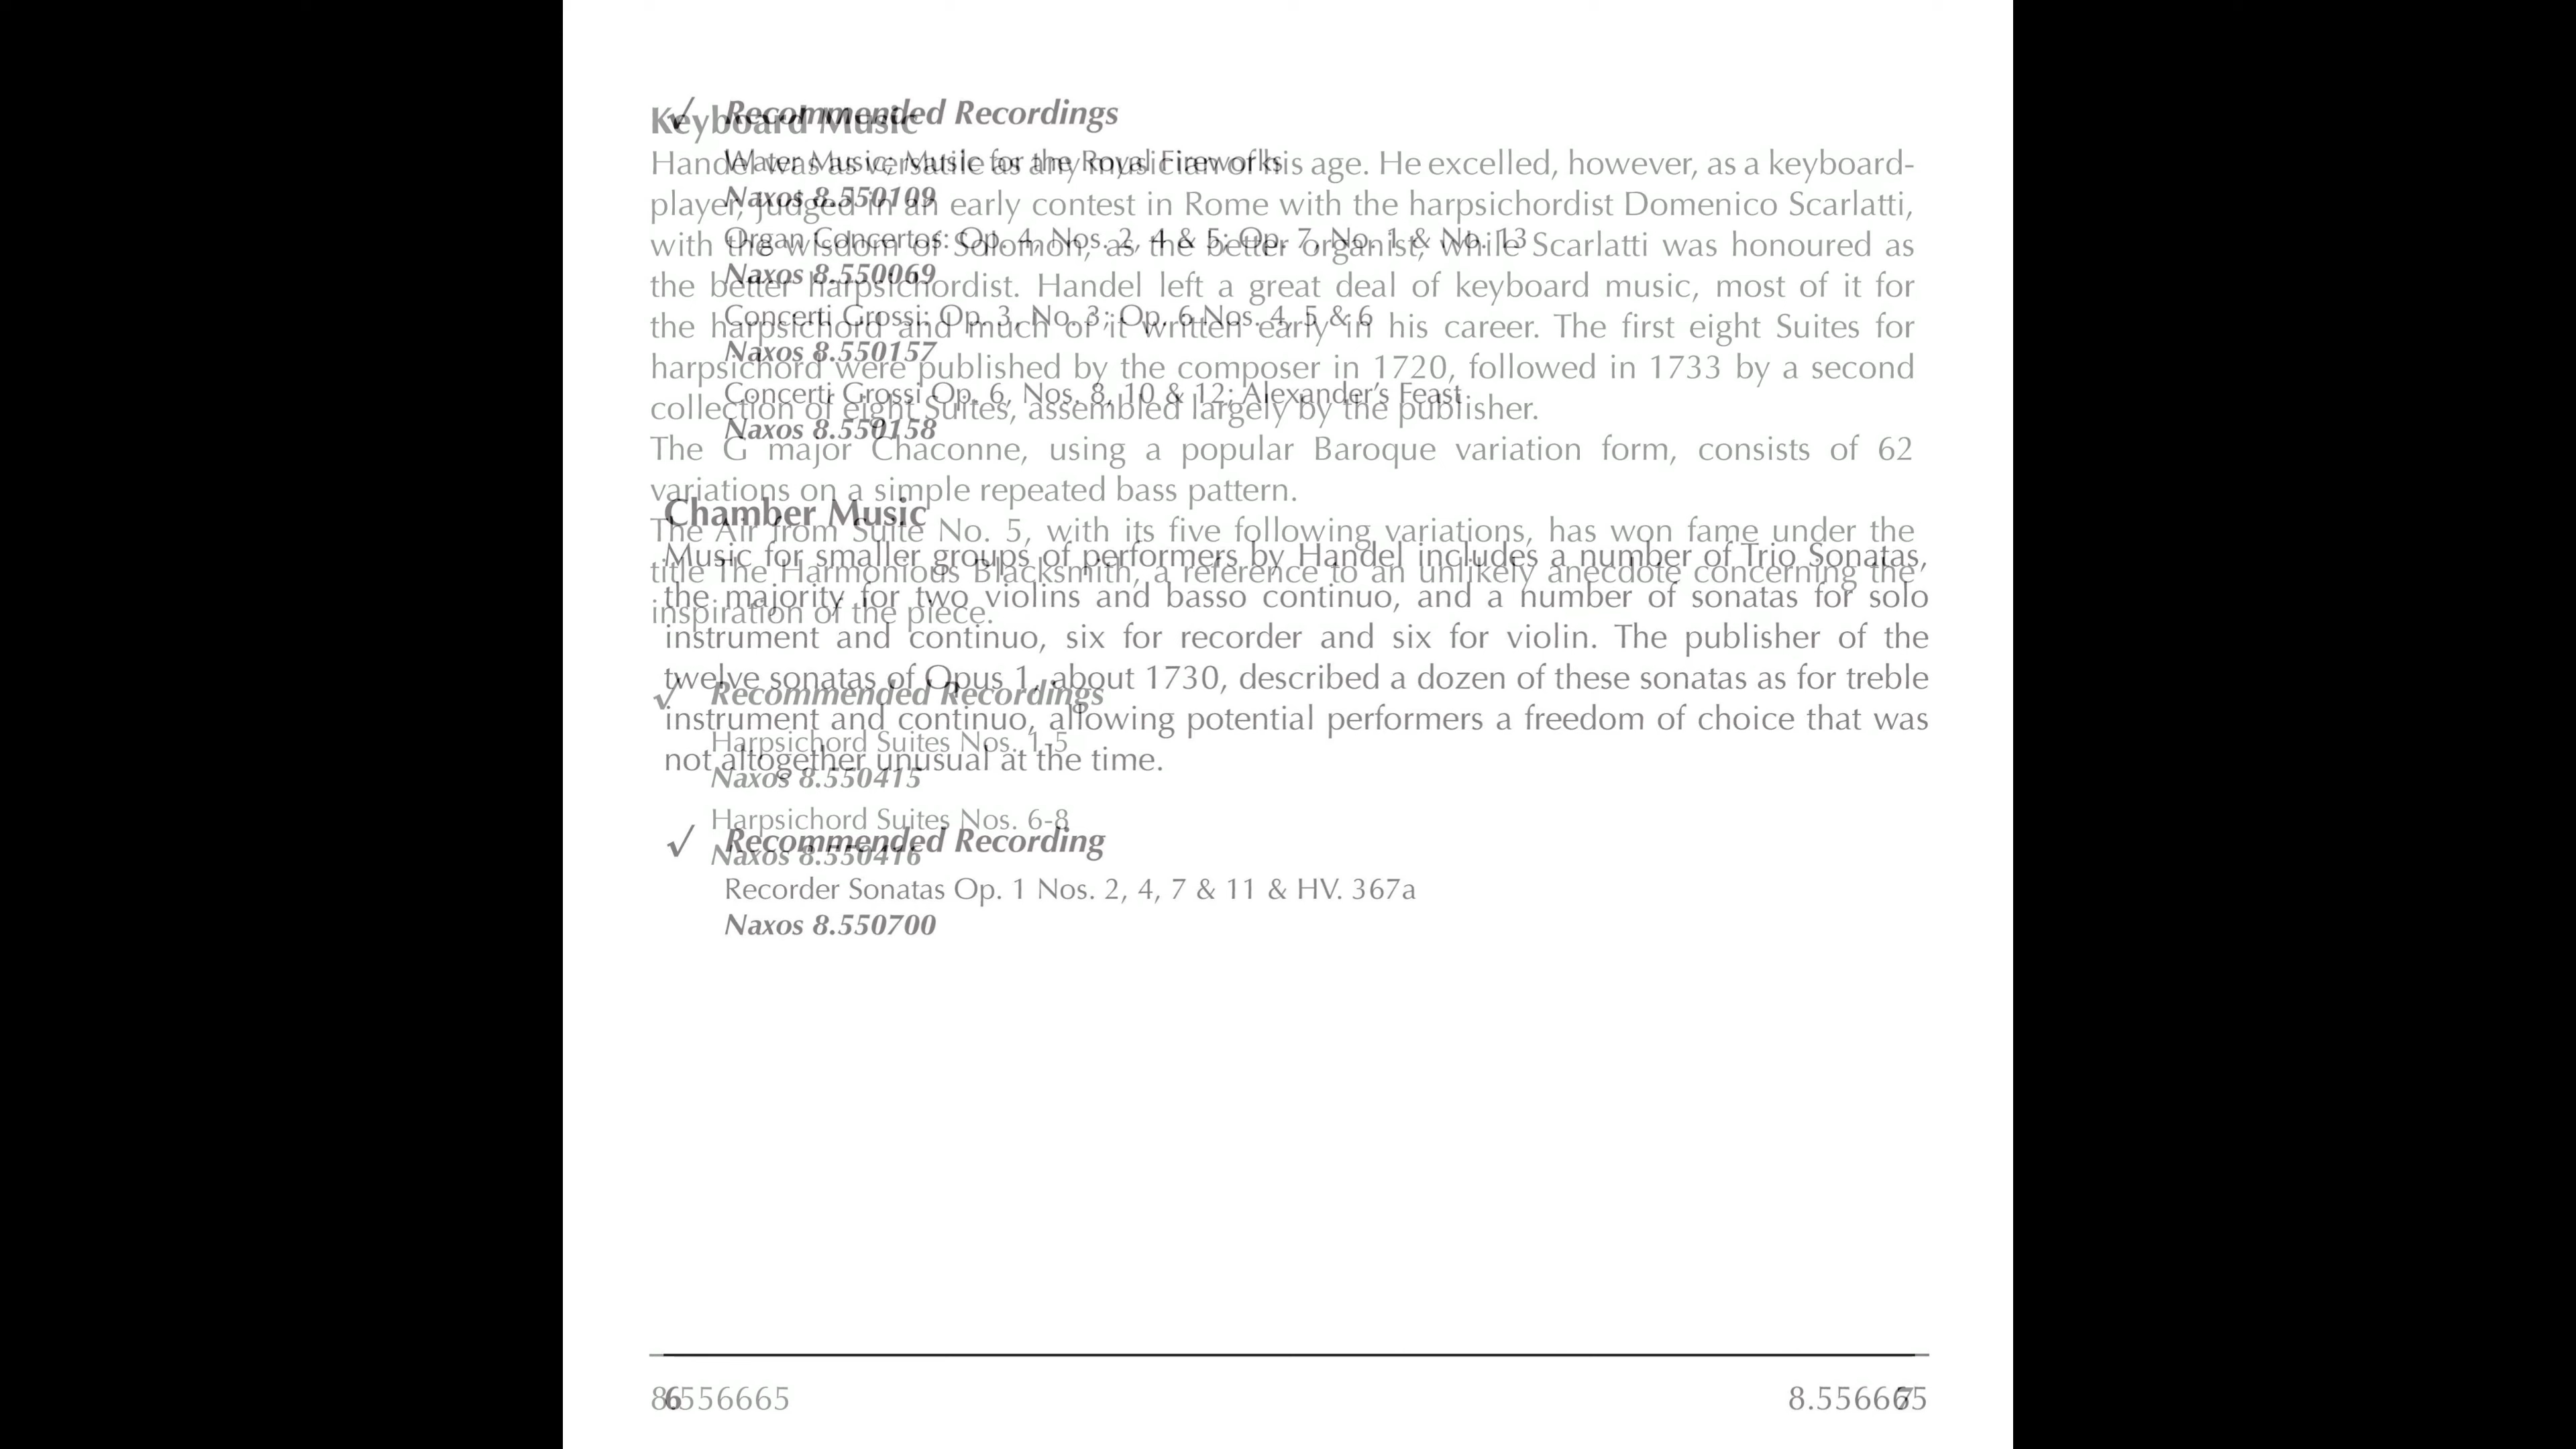 ✓ Recommended Recordings
Water Music; Music for the Royal Fireworks
Naxos 8.550109
Organ Concertos: Op. 4, Nos. 2, 4 & 5; Op. 7, No. 1 & No. 13
Naxos 8.550069
Concerti Grossi: Op. 3, No. 3; Op. 6 Nos. 4, 5 & 6
Naxos 8.550157
Concerti Grossi Op. 6, Nos. 8, 10 & 12; Alexander’s Feast
Naxos 8.550158
Chamber Music
Music for smaller groups of performers by Handel includes a number of Trio Sonatas,
the majority for two violins and basso continuo, and a number of sonatas for solo
instrument and continuo, six for recorder and six for violin. The publisher of the
twelve sonatas of Opus 1, about 1730, described a dozen of these sonatas as for treble
instrument and continuo, allowing potential performers a freedom of choice that was
not altogether unusual at the time.
✓ Recommended Recording
Recorder Sonatas Op. 1 Nos. 2, 4, 7 & 11 & HV. 367a
Naxos 8.550700
6
8.556665
Keyboard Music
Handel was as versatile as any musician of his age. He excelled, however, as a keyboard-
player, judged in an early contest in Rome with the harpsichordist Domenico Scarlatti,
with the wisdom of Solomon, as the better organist, while Scarlatti was honoured as
the better harpsichordist. Handel left a great deal of keyboard music, most of it for
the harpsichord and much of it written early in his career. The first eight Suites for
harpsichord were published by the composer in 1720, followed in 1733 by a second
collection of eight Suites, assembled largely by the publisher.
The G major Chaconne, using a popular Baroque variation form, consists of 62
variations on a simple repeated bass pattern.
The Air from Suite No. 5, with its five following variations, has won fame under the
title The Harmonious Blacksmith, a reference to an unlikely anecdote concerning the
inspiration of the piece.
✓ Recommended Recordings
Harpsichord Suites Nos. 1-5
Naxos 8.550415
Harpsichord Suites Nos. 6-8
Naxos 8.550416
8.556665
7